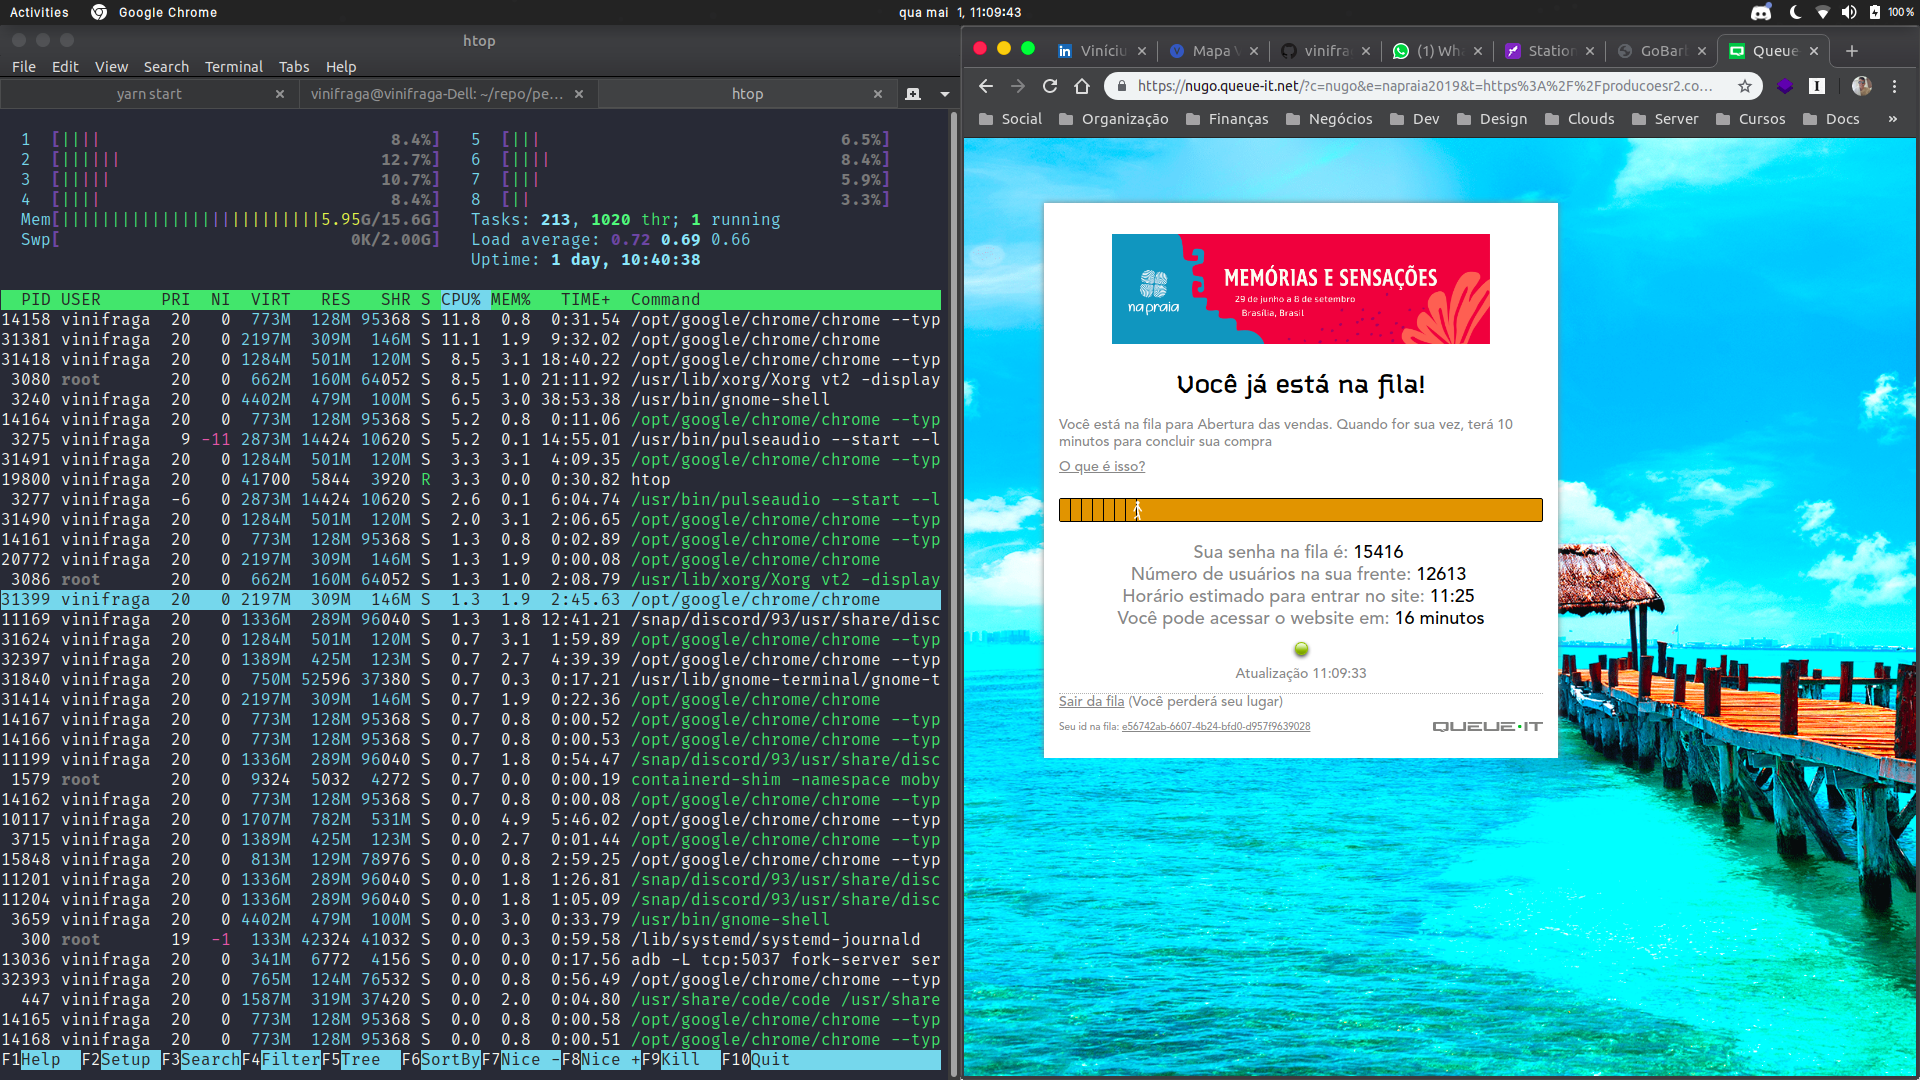 Activities Google Chrome qua mai 1, 11:09:43 100 %
htop
File Edit View Search Terminal Tabs Help
yarn start × vinifraga@vinifraga-Dell: ~/repo/pe… × htop ×
1 [|||| 8.4%] 5 [||| 6.5%]
2 [|||||| 12.7%] 6 [|||| 8.4%]
3 [||||| 10.7%] 7 [||| 5.9%]
4 [|||| 8.4%] 8 [|| 3.3%]
Mem[||||||||||||||||||||||||||5.95G/15.6G] Tasks: 213, 1020 thr; 1 running
Swp[ 0K/2.00G] Load average: 0.72 0.69 0.66
Uptime: 1 day, 10:40:38
PID USER PRI NI VIRT RES SHR S CPU% MEM% TIME+ Command
14158 vinifraga 20 0 773M 128M 95368 S 11.8 0.8 0:31.54 /opt/google/chrome/chrome --typ
31381 vinifraga 20 0 2197M 309M 146M S 11.1 1.9 9:32.02 /opt/google/chrome/chrome
31418 vinifraga 20 0 1284M 501M 120M S 8.5 3.1 18:40.22 /opt/google/chrome/chrome --typ
3080 root 20 0 662M 160M 64052 S 8.5 1.0 21:11.92 /usr/lib/xorg/Xorg vt2 -display
3240 vinifraga 20 0 4402M 479M 100M S 6.5 3.0 38:53.38 /usr/bin/gnome-shell
14164 vinifraga 20 0 773M 128M 95368 S 5.2 0.8 0:11.06 /opt/google/chrome/chrome --typ
3275 vinifraga 9 -11 2873M 14424 10620 S 5.2 0.1 14:55.01 /usr/bin/pulseaudio --start --l
31491 vinifraga 20 0 1284M 501M 120M S 3.3 3.1 4:09.35 /opt/google/chrome/chrome --typ
19800 vinifraga 20 0 41700 5844 3920 R 3.3 0.0 0:30.82 htop
3277 vinifraga -6 0 2873M 14424 10620 S 2.6 0.1 6:04.74 /usr/bin/pulseaudio --start --l
31490 vinifraga 20 0 1284M 501M 120M S 2.0 3.1 2:06.65 /opt/google/chrome/chrome --typ
14161 vinifraga 20 0 773M 128M 95368 S 1.3 0.8 0:02.89 /opt/google/chrome/chrome --typ
20772 vinifraga 20 0 2197M 309M 146M S 1.3 1.9 0:00.08 /opt/google/chrome/chrome
3086 root 20 0 662M 160M 64052 S 1.3 1.0 2:08.79 /usr/lib/xorg/Xorg vt2 -display
31399 vinifraga 20 0 2197M 309M 146M S 1.3 1.9 2:45.63 /opt/google/chrome/chrome
11169 vinifraga 20 0 1336M 289M 96040 S 1.3 1.8 12:41.21 /snap/discord/93/usr/share/disc
31624 vinifraga 20 0 1284M 501M 120M S 0.7 3.1 1:59.89 /opt/google/chrome/chrome --typ
32397 vinifraga 20 0 1389M 425M 123M S 0.7 2.7 4:39.39 /opt/google/chrome/chrome --typ
31840 vinifraga 20 0 750M 52596 37380 S 0.7 0.3 0:17.21 /usr/lib/gnome-terminal/gnome-t
31414 vinifraga 20 0 2197M 309M 146M S 0.7 1.9 0:22.36 /opt/google/chrome/chrome
14167 vinifraga 20 0 773M 128M 95368 S 0.7 0.8 0:00.52 /opt/google/chrome/chrome --typ
14166 vinifraga 20 0 773M 128M 95368 S 0.7 0.8 0:00.53 /opt/google/chrome/chrome --typ
11199 vinifraga 20 0 1336M 289M 96040 S 0.7 1.8 0:54.47 /snap/discord/93/usr/share/disc
1579 root 20 0 9324 5032 4272 S 0.7 0.0 0:00.19 containerd-shim -namespace moby
14162 vinifraga 20 0 773M 128M 95368 S 0.7 0.8 0:00.08 /opt/google/chrome/chrome --typ
10117 vinifraga 20 0 1707M 782M 531M S 0.0 4.9 5:46.02 /opt/google/chrome/chrome --typ
3715 vinifraga 20 0 1389M 425M 123M S 0.0 2.7 0:01.44 /opt/google/chrome/chrome --typ
15848 vinifraga 20 0 813M 129M 78976 S 0.0 0.8 2:59.25 /opt/google/chrome/chrome --typ
11201 vinifraga 20 0 1336M 289M 96040 S 0.0 1.8 1:26.81 /snap/discord/93/usr/share/disc
11204 vinifraga 20 0 1336M 289M 96040 S 0.0 1.8 1:05.09 /snap/discord/93/usr/share/disc
3659 vinifraga 20 0 4402M 479M 100M S 0.0 3.0 0:33.79 /usr/bin/gnome-shell
300 root 19 -1 133M 42324 41032 S 0.0 0.3 0:59.58 /lib/systemd/systemd-journald
13036 vinifraga 20 0 341M 6772 4156 S 0.0 0.0 0:17.56 adb -L tcp:5037 fork-server ser
32393 vinifraga 20 0 765M 124M 76532 S 0.0 0.8 0:56.49 /opt/google/chrome/chrome --typ
447 vinifraga 20 0 1587M 319M 37420 S 0.0 2.0 0:04.80 /usr/share/code/code /usr/share
14165 vinifraga 20 0 773M 128M 95368 S 0.0 0.8 0:00.58 /opt/google/chrome/chrome --typ
14168 vinifraga 20 0 773M 128M 95368 S 0.0 0.8 0:00.51 /opt/google/chrome/chrome --typ
F1Help F2Setup F3SearchF4FilterF5Tree F6SortByF7Nice -F8Nice +F9Kill F10Quit
Viníciu × Mapa V × vinifra × (1) Wha × Station × GoBarb × Queue- ×
https://nugo.queue-it.net/?c=nugo&e=napraia2019&t=https%3A%2F%2Fproducoesr2.co…
Social Organização Finanças Negócios Dev Design Clouds Server Cursos Docs »
na praia
MEMÓRIAS E SENSAÇÕES
29 de junho a 8 de setembro
Brasília, Brasil
Você já está na fila!
Você está na fila para Abertura das vendas. Quando for sua vez, terá 10
minutos para concluir sua compra
O que é isso?
Sua senha na fila é: 15416
Número de usuários na sua frente: 12613
Horário estimado para entrar no site: 11:25
Você pode acessar o website em: 16 minutos
Atualização 11:09:33
Sair da fila (Você perderá seu lugar)
Seu id na fila: e56742ab-6607-4b24-bfd0-d957f9639028
QUEUE·IT